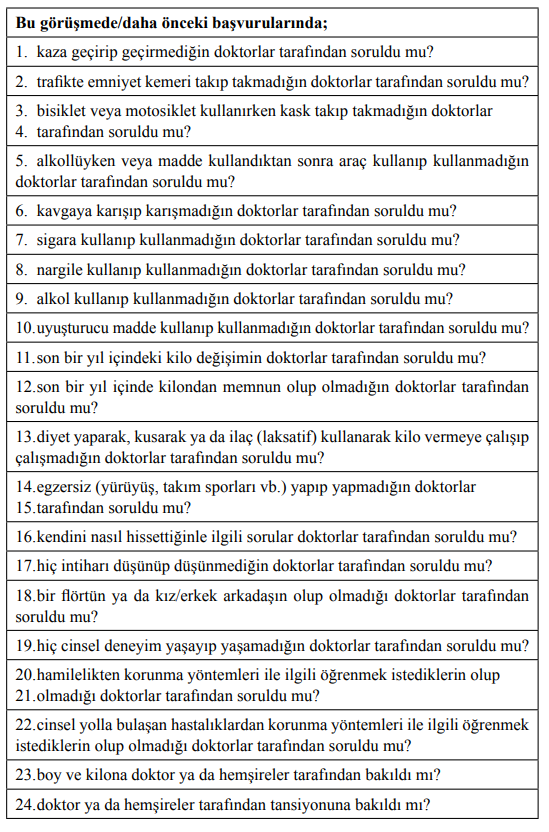 Bu görüşmede/daha önceki başvurularında;
1. kaza geçirip geçirmediğin doktorlar tarafından soruldu mu?
2. trafikte emniyet kemeri takıp takmadığın doktorlar tarafından soruldu mu?
3. bisiklet veya motosiklet kullanırken kask takıp takmadığın doktorlar
4. tarafından soruldu mu?
5. alkollüyken veya madde kullandıktan sonra araç kullanıp kullanmadığın
doktorlar tarafından soruldu mu?
6. kavgaya karışıp karışmadığın doktorlar tarafından soruldu mu?
7. sigara kullanıp kullanmadığın doktorlar tarafından soruldu mu?
8. nargile kullanıp kullanmadığın doktorlar tarafından soruldu mu?
9. alkol kullanıp kullanmadığın doktorlar tarafından soruldu mu?
10.uyuşturucu madde kullanıp kullanmadığın doktorlar tarafından soruldu mu?
11.son bir yıl içindeki kilo değişimin doktorlar tarafından soruldu mu?
12.son bir yıl içinde kilondan memnun olup olmadığın doktorlar tarafından
soruldu mu?
13.diyet yaparak, kusarak ya da ilaç (laksatif) kullanarak kilo vermeye çalışıp
çalışmadığın doktorlar tarafından soruldu mu?
14.egzersiz (yürüyüş, takım sporları vb.) yapıp yapmadığın doktorlar
15.tarafından soruldu mu?
16.kendini nasıl hissettiğinle ilgili sorular doktorlar tarafından soruldu mu?
17.hiç intiharı düşünüp düşünmediğin doktorlar tarafından soruldu mu?
18.bir flörtün ya da kız/erkek arkadaşın olup olmadığı doktorlar tarafından
soruldu mu?
19.hiç cinsel deneyim yaşayıp yaşamadığın doktorlar tarafından soruldu mu?
20.hamilelikten korunma yöntemleri ile ilgili öğrenmek istediklerin olup
21.olmadığı doktorlar tarafından soruldu mu?
22.cinsel yolla bulaşan hastalıklardan korunma yöntemleri ile ilgili öğrenmek
istediklerin olup olmadığı doktorlar tarafından soruldu mu?
23.boy ve kilona doktor ya da hemşireler tarafından bakıldı mı?
24.doktor ya da hemşireler tarafından tansiyonuna bakıldı mı?